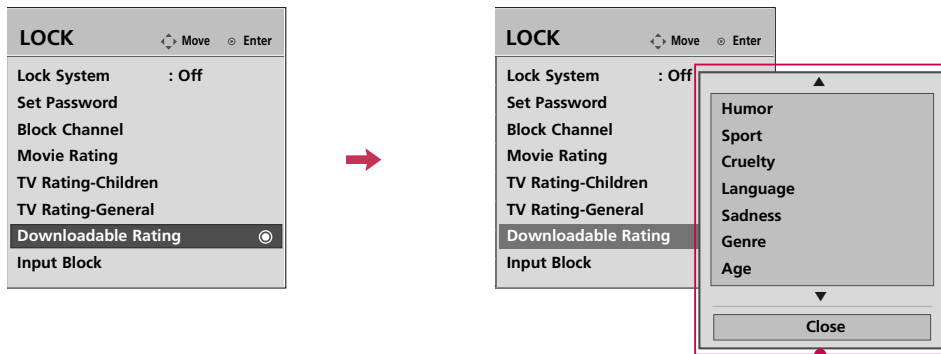 LOCK Move Enter
Lock System : Off
Set Password
Block Channel
Movie Rating
TV Rating-Children
TV Rating-General
Downloadable Rating
Input Block
LOCK Move Enter
Lock System : Off
Set Password
Block Channel
Movie Rating
TV Rating-Children
TV Rating-General
Downloadable Rating
Input Block
Humor
Sport
Cruelty
Language
Sadness
Genre
Age
Close